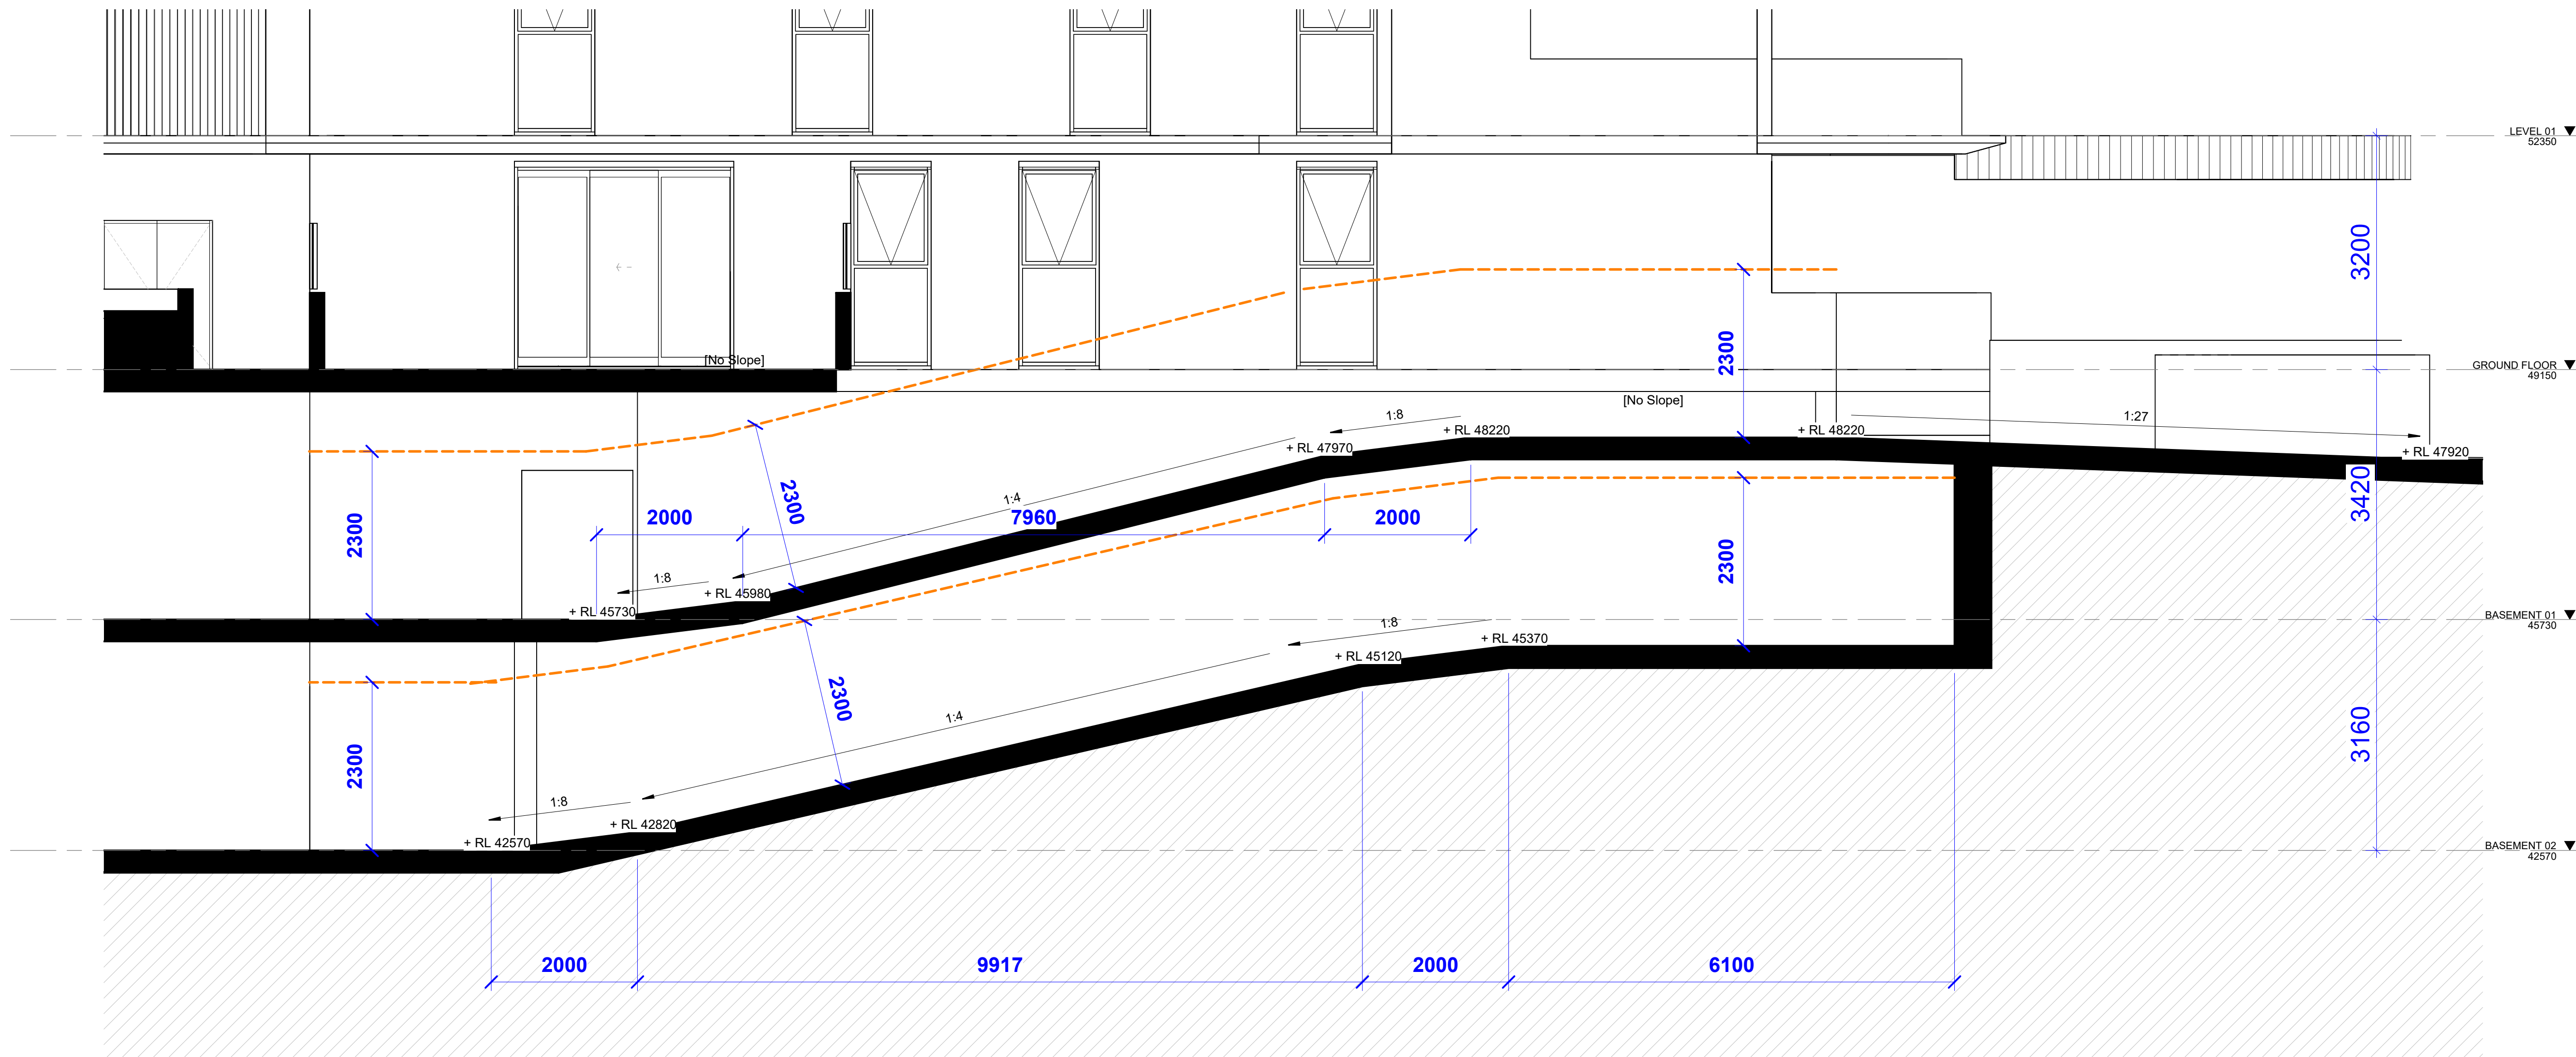 LEVEL 01
52350
3200
2300
[No Slope]
GROUND FLOOR
49150
[No Slope]
1:8
1:27
+ RL 48220
+ RL 48220
+ RL 47970
+ RL 47920
3420
1:4
2300
2000
7960
2000
2300
2300
1:8
+ RL 45980
+ RL 45730
BASEMENT 01
45730
1:8
+ RL 45370
+ RL 45120
2300
1:4
3160
2300
1:8
+ RL 42820
+ RL 42570
BASEMENT 02
42570
2000
9917
2000
6100